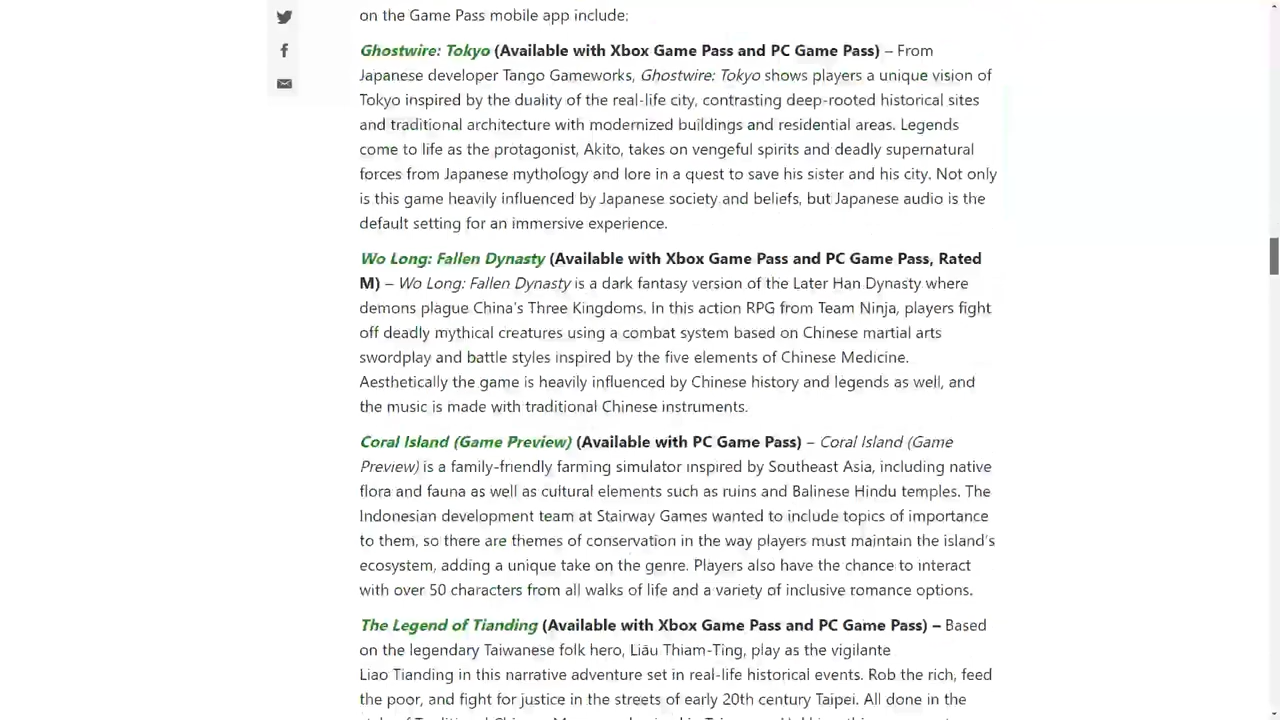 on the Game Pass mobile app include:
Ghostwire: Tokyo (Available with Xbox Game Pass and PC Game Pass) – From
Japanese developer Tango Gameworks, Ghostwire: Tokyo shows players a unique vision of
Tokyo inspired by the duality of the real-life city, contrasting deep-rooted historical sites
and traditional architecture with modernized buildings and residential areas. Legends
come to life as the protagonist, Akito, takes on vengeful spirits and deadly supernatural
forces from Japanese mythology and lore in a quest to save his sister and his city. Not only
is this game heavily influenced by Japanese society and beliefs, but Japanese audio is the
default setting for an immersive experience.
Wo Long: Fallen Dynasty (Available with Xbox Game Pass and PC Game Pass, Rated
M) – Wo Long: Fallen Dynasty is a dark fantasy version of the Later Han Dynasty where
demons plague China's Three Kingdoms. In this action RPG from Team Ninja, players fight
off deadly mythical creatures using a combat system based on Chinese martial arts
swordplay and battle styles inspired by the five elements of Chinese Medicine.
Aesthetically the game is heavily influenced by Chinese history and legends as well, and
the music is made with traditional Chinese instruments.
Coral Island (Game Preview) (Available with PC Game Pass) – Coral Island (Game
Preview) is a family-friendly farming simulator inspired by Southeast Asia, including native
flora and fauna as well as cultural elements such as ruins and Balinese Hindu temples. The
Indonesian development team at Stairway Games wanted to include topics of importance
to them, so there are themes of conservation in the way players must maintain the island's
ecosystem, adding a unique take on the genre. Players also have the chance to interact
with over 50 characters from all walks of life and a variety of inclusive romance options.
The Legend of Tianding (Available with Xbox Game Pass and PC Game Pass) – Based
on the legendary Taiwanese folk hero, Liāu Thiam-Ting, play as the vigilante
Liao Tianding in this narrative adventure set in real-life historical events. Rob the rich, feed
the poor, and fight for justice in the streets of early 20th century Taipei. All done in the